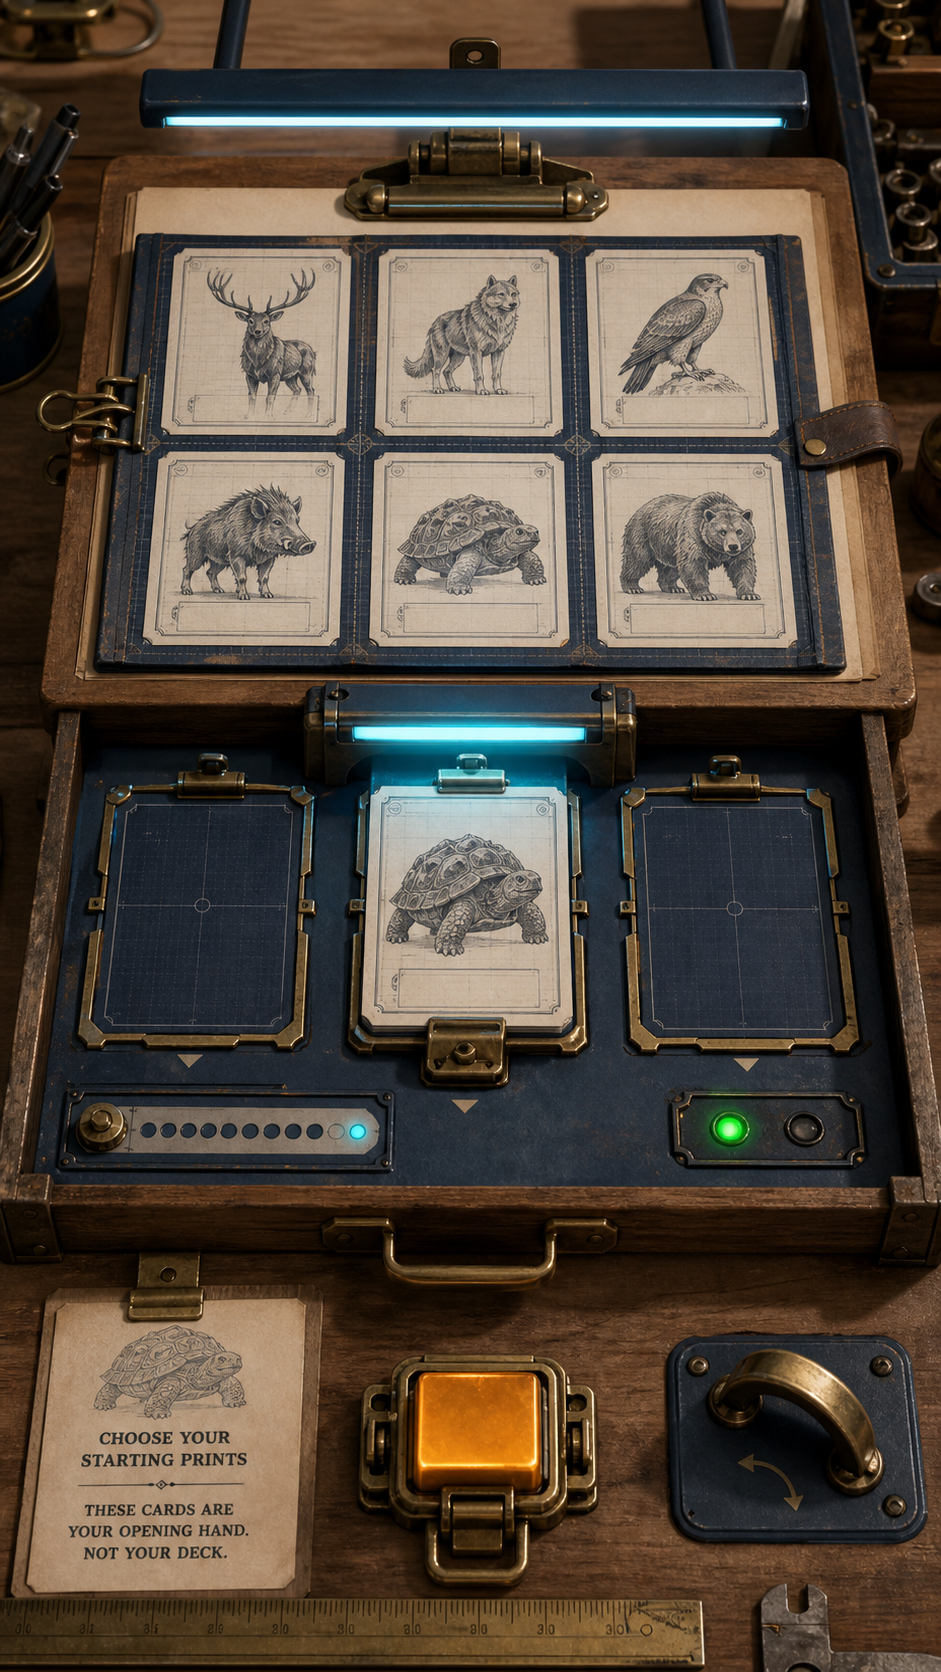 CHOOSE YOUR
STARTING PRINTS
THESE CARDS ARE
YOUR OPENING HAND.
NOT YOUR DECK.